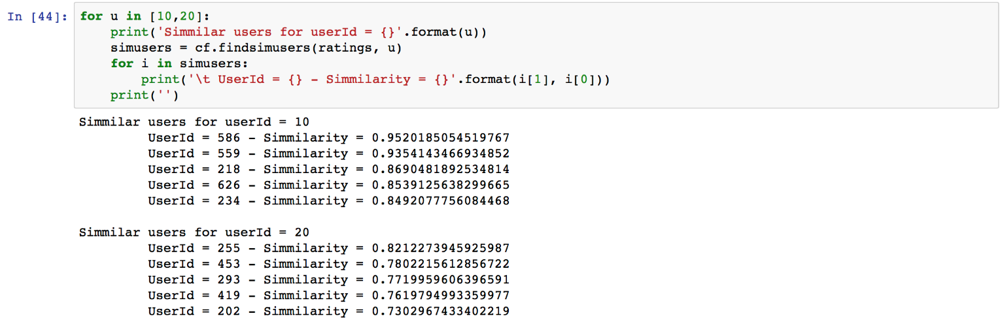 In [44]: for u in [10,20]:
print('Simmilar users for userId = {}'.format(u))
simusers = cf.findsimusers(ratings, u)
for i in simusers:
print('\t UserId = {} - Simmilarity = {}'.format(i[1], i[0]))
print('')
Simmilar users for userId = 10
UserId = 586 - Simmilarity = 0.9520185054519767
UserId = 559 - Simmilarity = 0.9354143466934852
UserId = 218 - Simmilarity = 0.8690481892534814
UserId = 626 - Simmilarity = 0.8539125638299665
UserId = 234 - Simmilarity = 0.8492077756084468
Simmilar users for userId = 20
UserId = 255 - Simmilarity = 0.8212273945925987
UserId = 453 - Simmilarity = 0.7802215612856722
UserId = 293 - Simmilarity = 0.7719959606396591
UserId = 419 - Simmilarity = 0.7619794993359977
UserId = 202 - Simmilarity = 0.7302967433402219